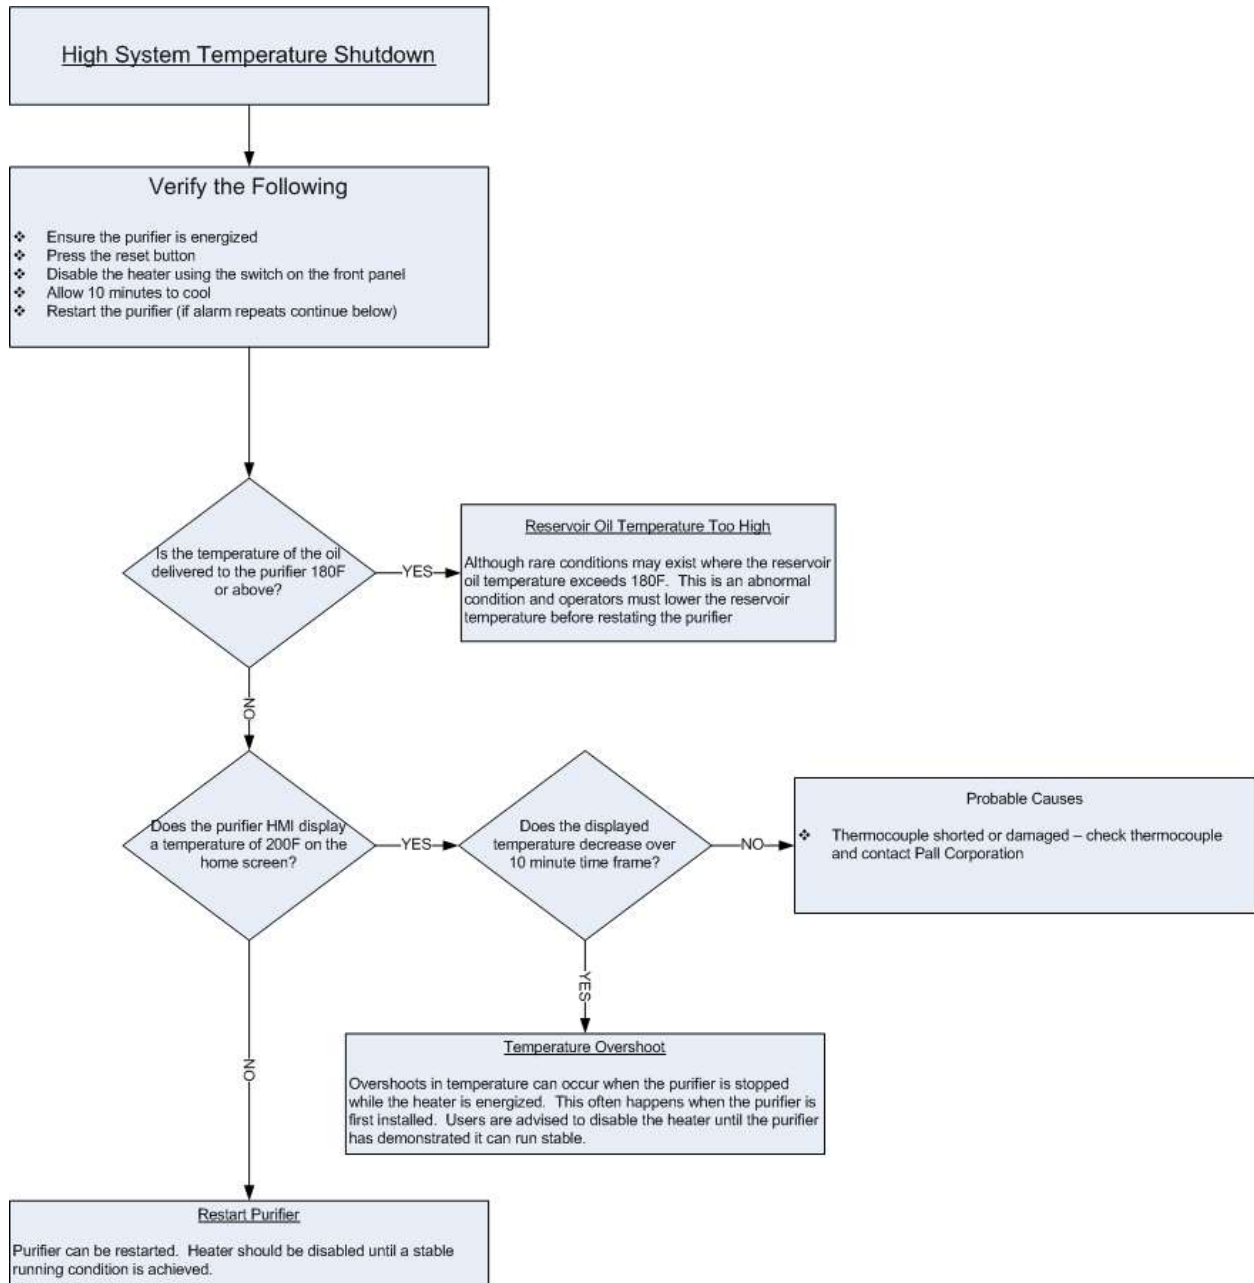 High System Temperature Shutdown
Verify the Following
❖ Ensure the purifier is energized
❖ Press the reset button
❖ Disable the heater using the switch on the front panel
❖ Allow 10 minutes to cool
❖ Restart the purifier (if alarm repeats continue below)
Is the temperature of the oil
delivered to the purifier 180F
or above?
YES
Reservoir Oil Temperature Too High
Although rare conditions may exist where the reservoir
oil temperature exceeds 180F. This is an abnormal
condition and operators must lower the reservoir
temperature before restating the purifier
NO
Does the purifier HMI display
a temperature of 200F on the
home screen?
YES
Does the displayed
temperature decrease over
10 minute time frame?
NO
Probable Causes
❖ Thermocouple shorted or damaged – check thermocouple
and contact Pall Corporation
YES
Temperature Overshoot
Overshoots in temperature can occur when the purifier is stopped
while the heater is energized. This often happens when the purifier is
first installed. Users are advised to disable the heater until the purifier
has demonstrated it can run stable.
NO
Restart Purifier
Purifier can be restarted. Heater should be disabled until a stable
running condition is achieved.